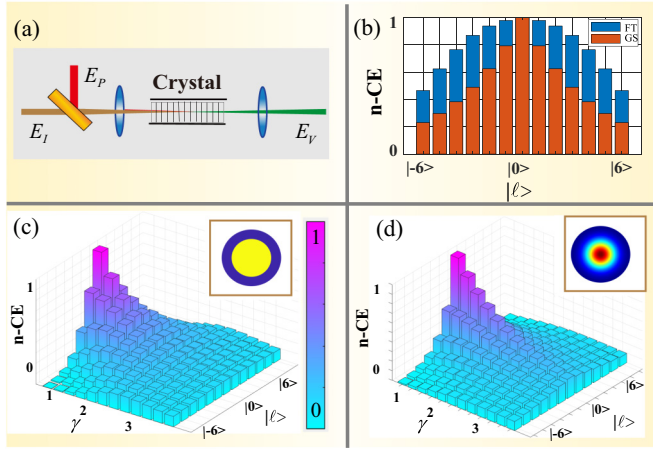 (a)
E_P
Crystal
E_I
E_V
(b)
1
FT
GS
n-CE
0
|-6>
|0>
|6>
|ℓ>
(c)
1
n-CE
0
1
2
3
γ
|-6>
|0>
|6>
|ℓ>
1
0
(d)
1
n-CE
0
1
2
3
γ
|-6>
|0>
|6>
|ℓ>